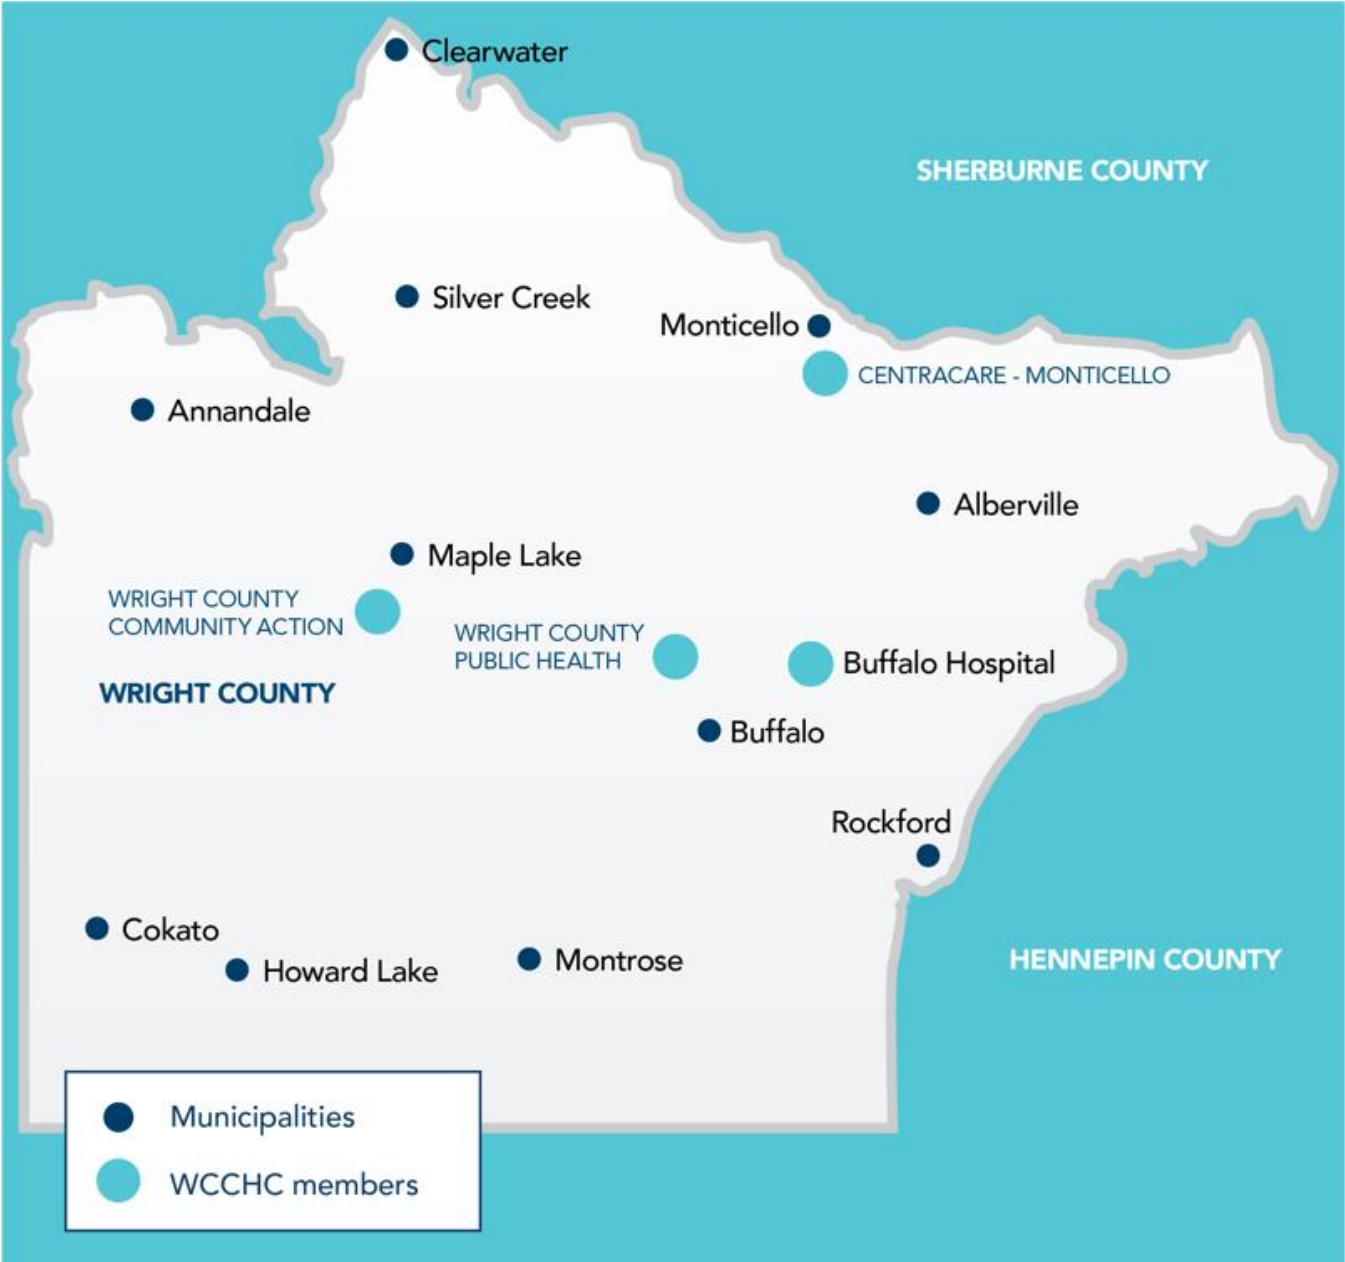 Clearwater
SHERBURNE COUNTY
Silver Creek
Monticello
CENTRACARE - MONTICELLO
Annandale
Alberville
Maple Lake
WRIGHT COUNTY
COMMUNITY ACTION
WRIGHT COUNTY
PUBLIC HEALTH
Buffalo Hospital
WRIGHT COUNTY
Buffalo
Rockford
Cokato
Howard Lake
Montrose
HENNEPIN COUNTY
Municipalities
WCCHC members